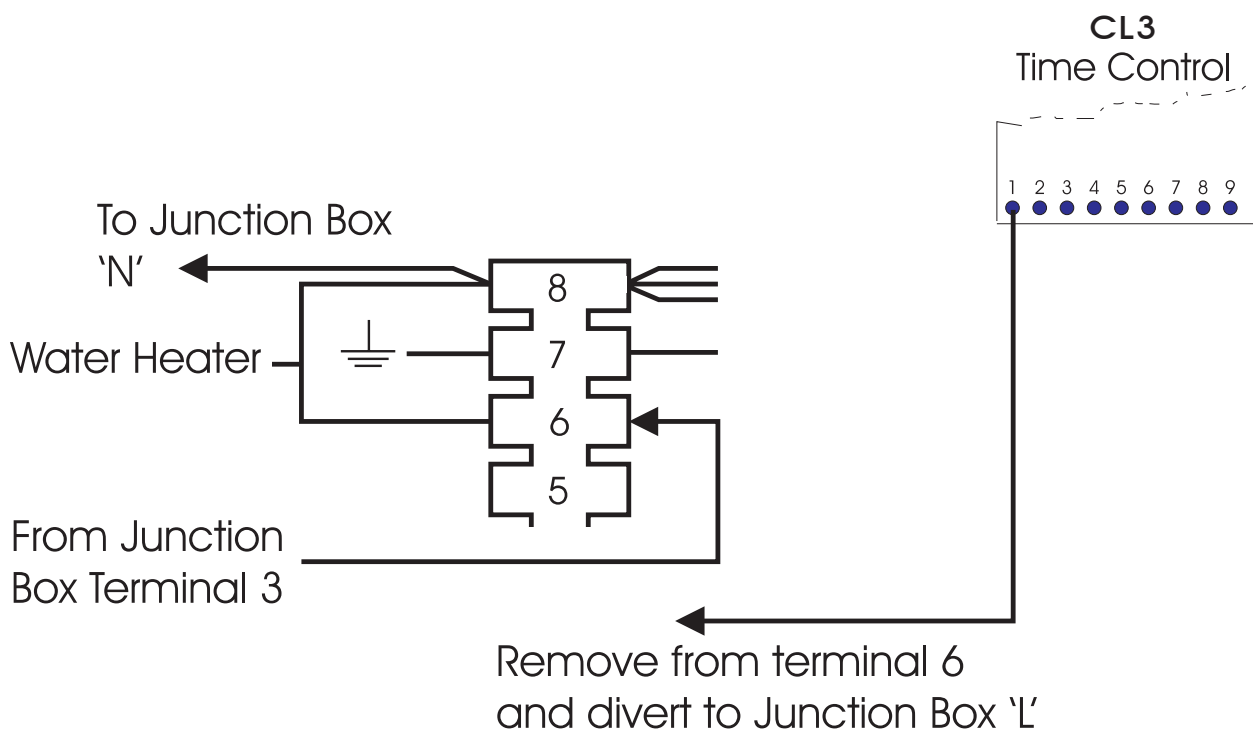 CL3
Time Control
1 2 3 4 5 6 7 8 9
To Junction Box
‘N’
8
7
Water Heater
6
5
From Junction
Box Terminal 3
Remove from terminal 6
and divert to Junction Box ‘L’